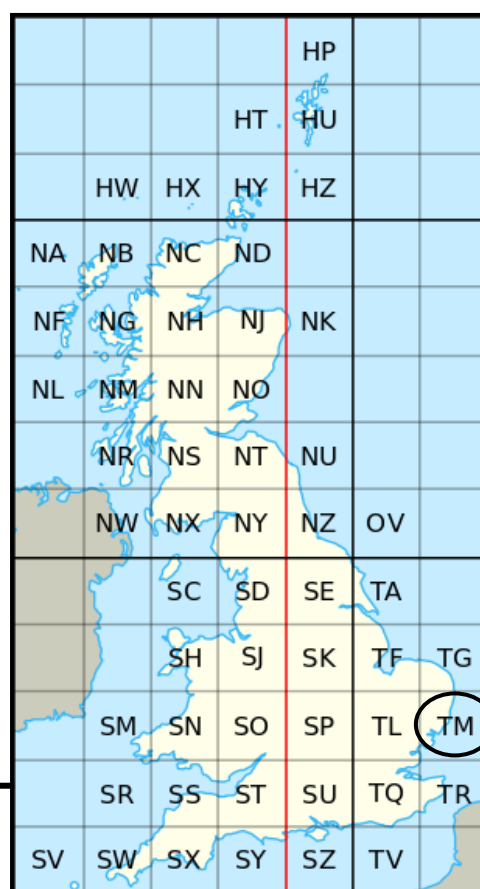 HP
HT HU
HW HX HY HZ
NA NB NC ND
NF NG NH NJ NK
NL NM NN NO
NR NS NT NU
NW NX NY NZ OV
SC SD SE TA
SH SJ SK TF TG
SM SN SO SP TL TM
SR SS ST SU TQ TR
SV SW SX SY SZ TV